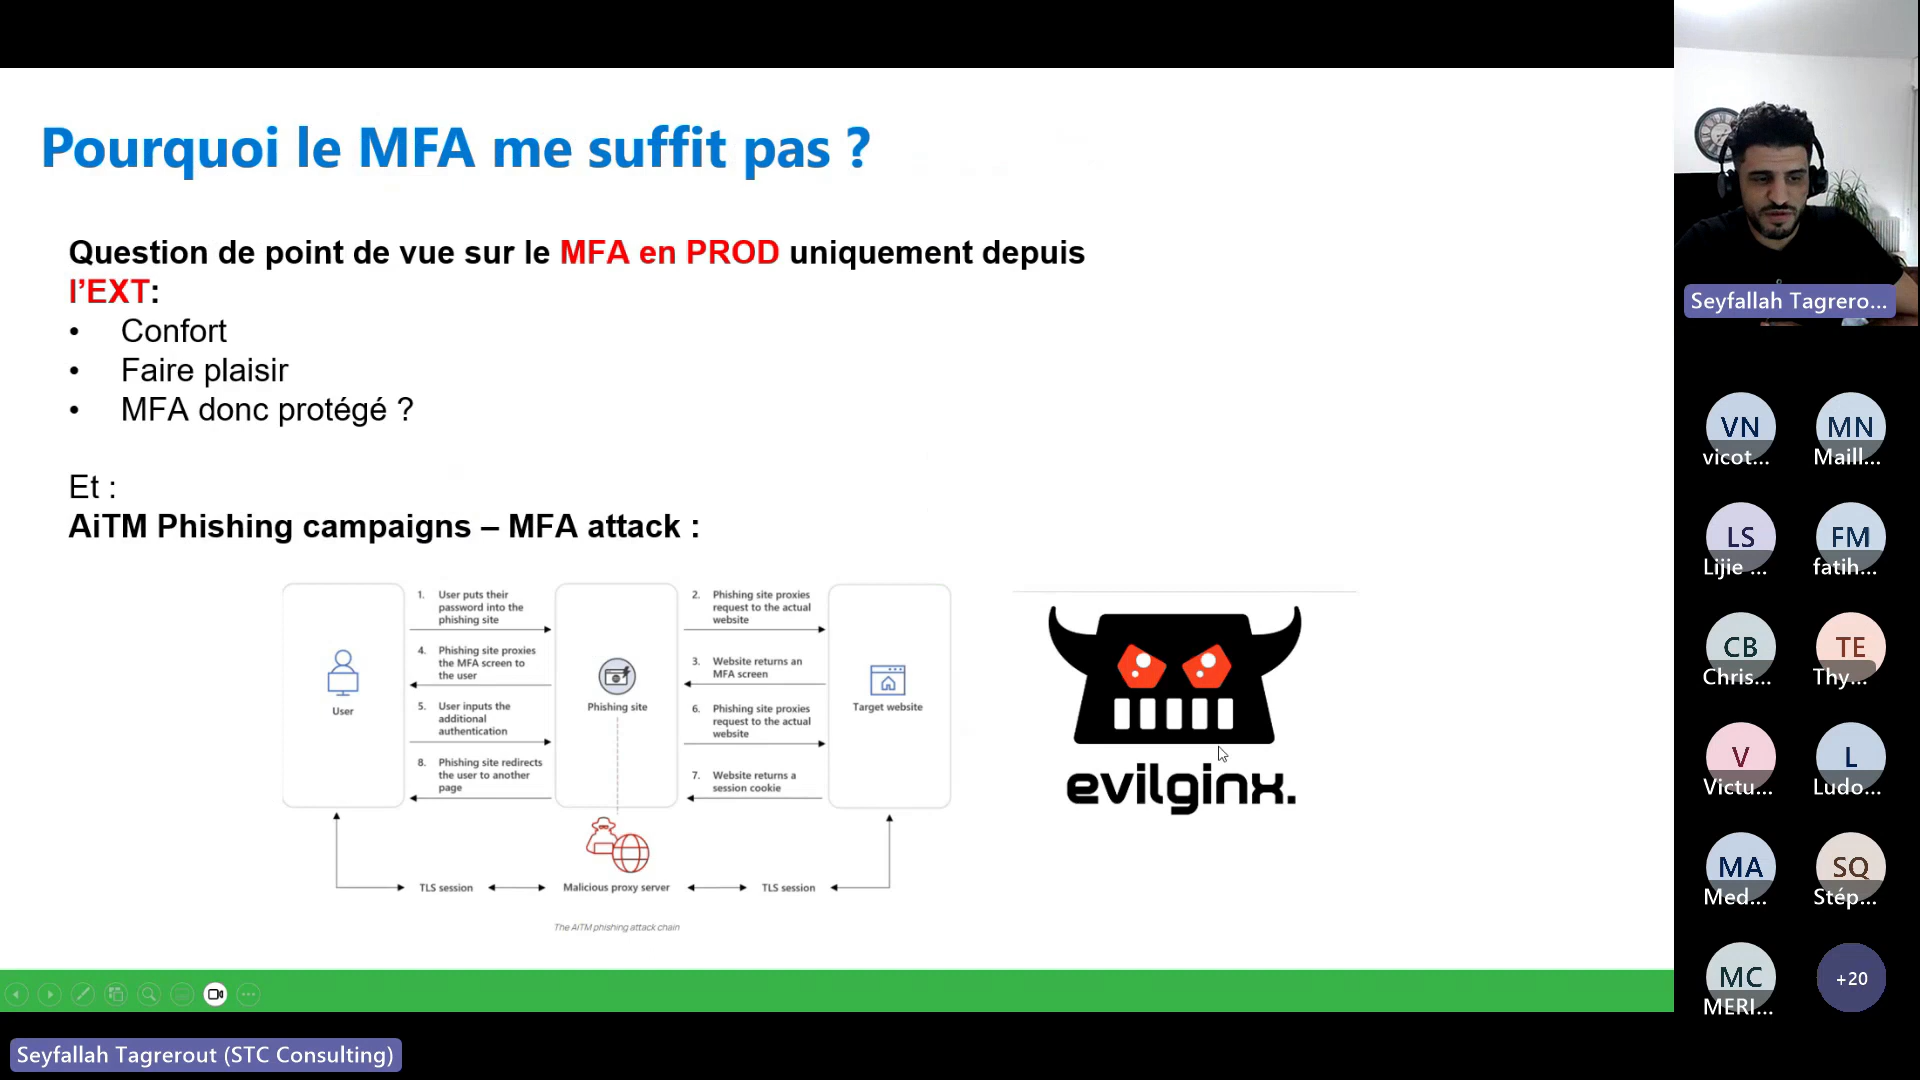 Pourquoi le MFA me suffit pas ?
Question de point de vue sur le MFA en PROD uniquement depuis
l’EXT:
• Confort
• Faire plaisir
• MFA donc protégé ?
Et :
AiTM Phishing campaigns – MFA attack :
User
1. User puts their
password into the
phishing site
4. Phishing site proxies
the MFA screen to
the user
5. User inputs the
additional
authentication
8. Phishing site redirects
the user to another
page
Phishing site
2. Phishing site proxies
request to the actual
website
3. Website returns an
MFA screen
6. Phishing site proxies
request to the actual
website
7. Website returns a
session cookie
Target website
TLS session
Malicious proxy server
TLS session
The AiTM phishing attack chain
evilginx.
Seyfallah Tagrerout (STC Consulting)
Seyfallah Tagrero...
VN
vicot...
MN
Maill...
LS
Lijie ...
FM
fatih...
CB
Chris...
TE
Thy...
V
Victu...
L
Ludo...
MA
Med...
SQ
Stép...
MC
MERI...
+20